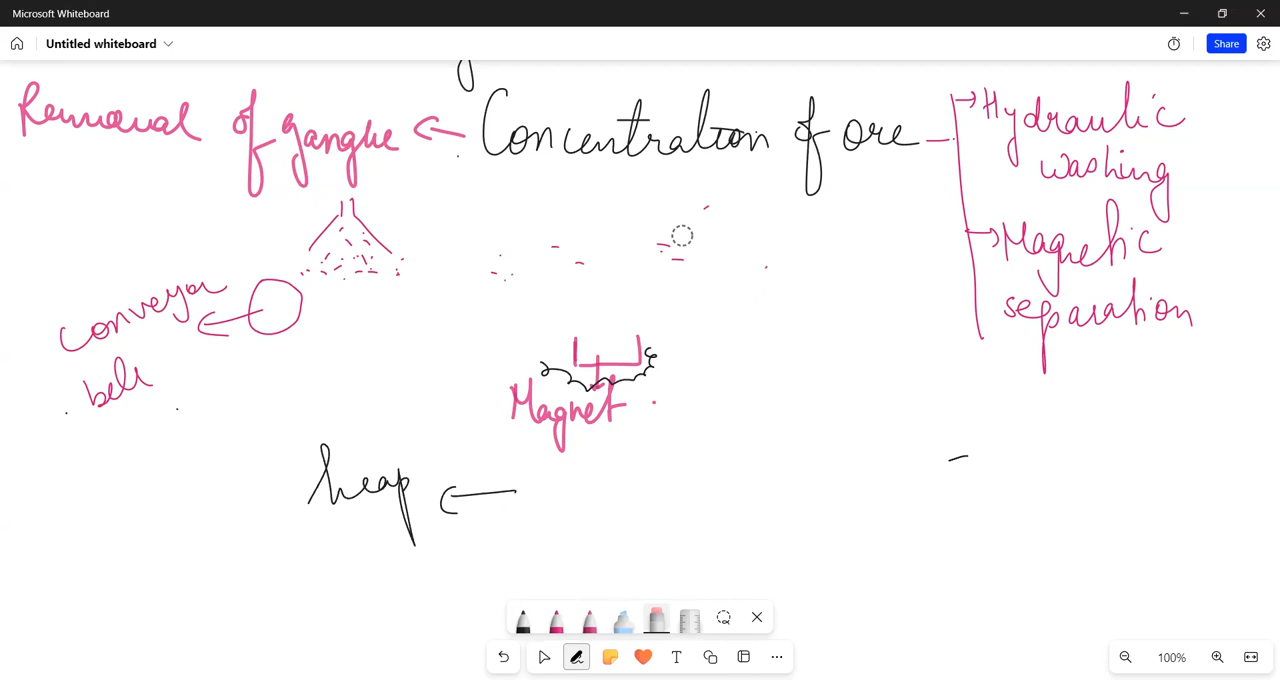 Microsoft Whiteboard
Untitled whiteboard
Share
Removal of gangue ← Concentration of ore
→ Hydraulic
washing
→ Magnetic
separation
conveyor
belt
Magnet
heap ←
100%